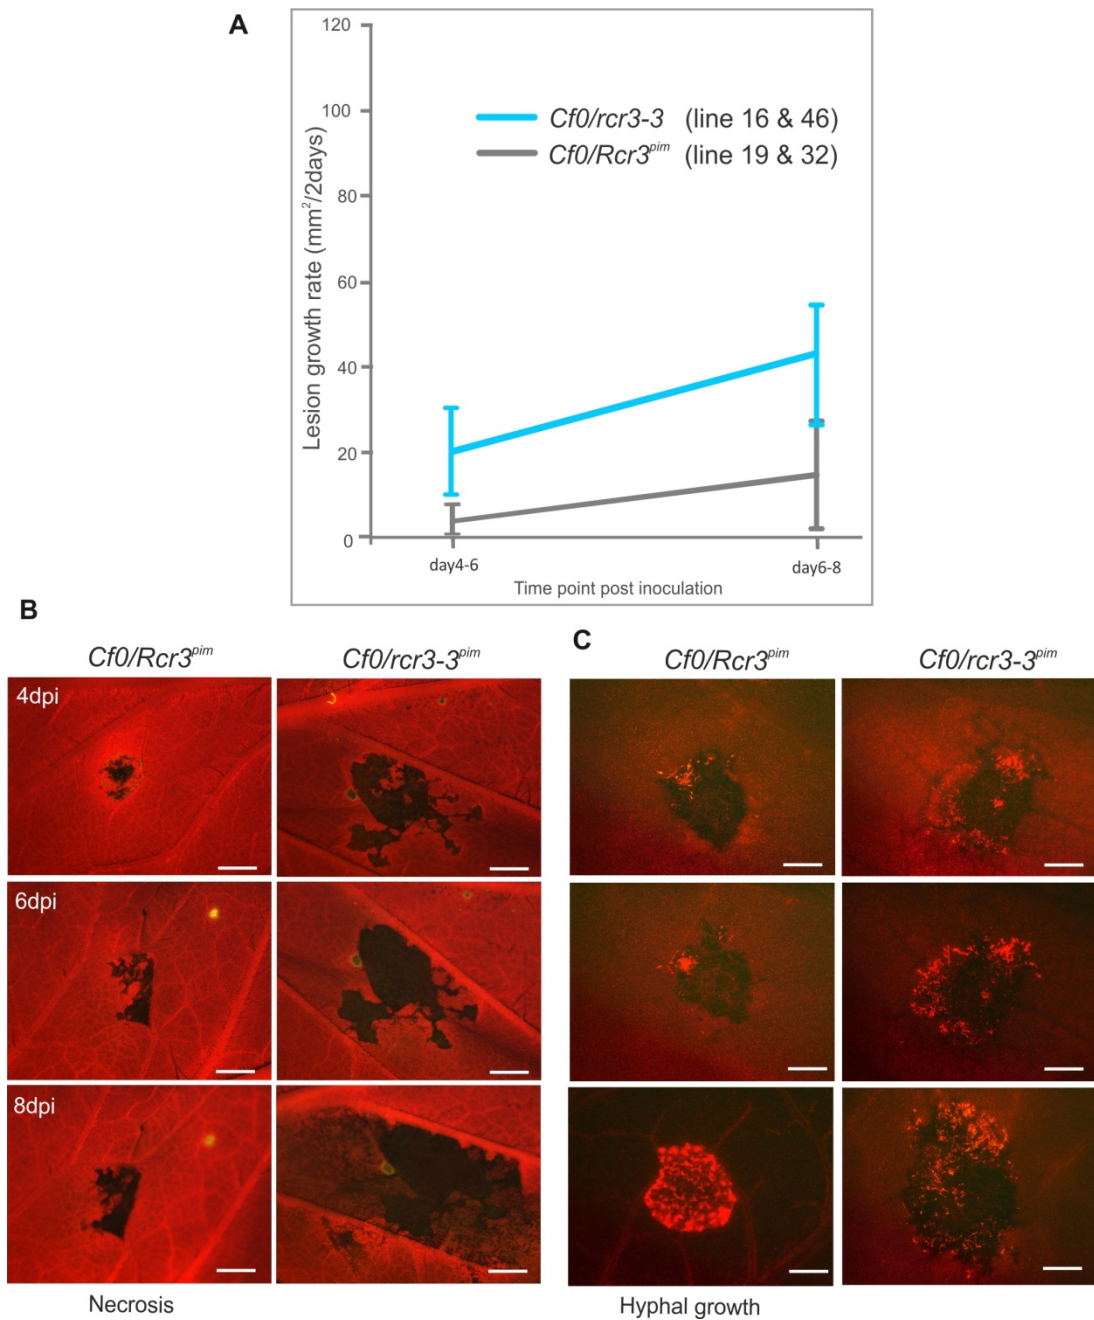 A
120
100
80
60
40
20
0
Lesion growth rate (mm²/2days)
Cf0/rcr3-3 (line 16 & 46)
Cf0/Rcr3ᵖⁱᵐ (line 19 & 32)
day4-6
day6-8
Time point post inoculation
B
Cf0/Rcr3ᵖⁱᵐ
Cf0/rcr3-3ᵖⁱᵐ
4dpi
6dpi
8dpi
Necrosis
C
Cf0/Rcr3ᵖⁱᵐ
Cf0/rcr3-3ᵖⁱᵐ
Hyphal growth